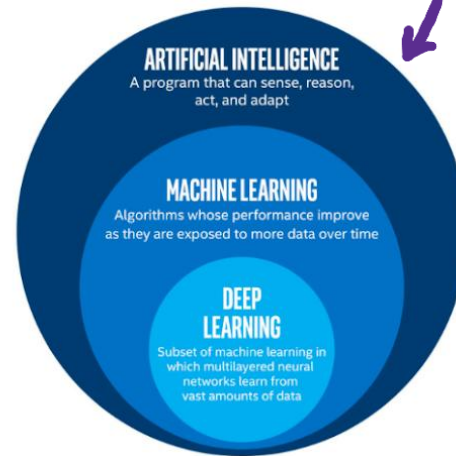 ARTIFICIAL INTELLIGENCE
A program that can sense, reason,
act, and adapt
MACHINE LEARNING
Algorithms whose performance improve
as they are exposed to more data over time
DEEP
LEARNING
Subset of machine learning in
which multilayered neural
networks learn from
vast amounts of data